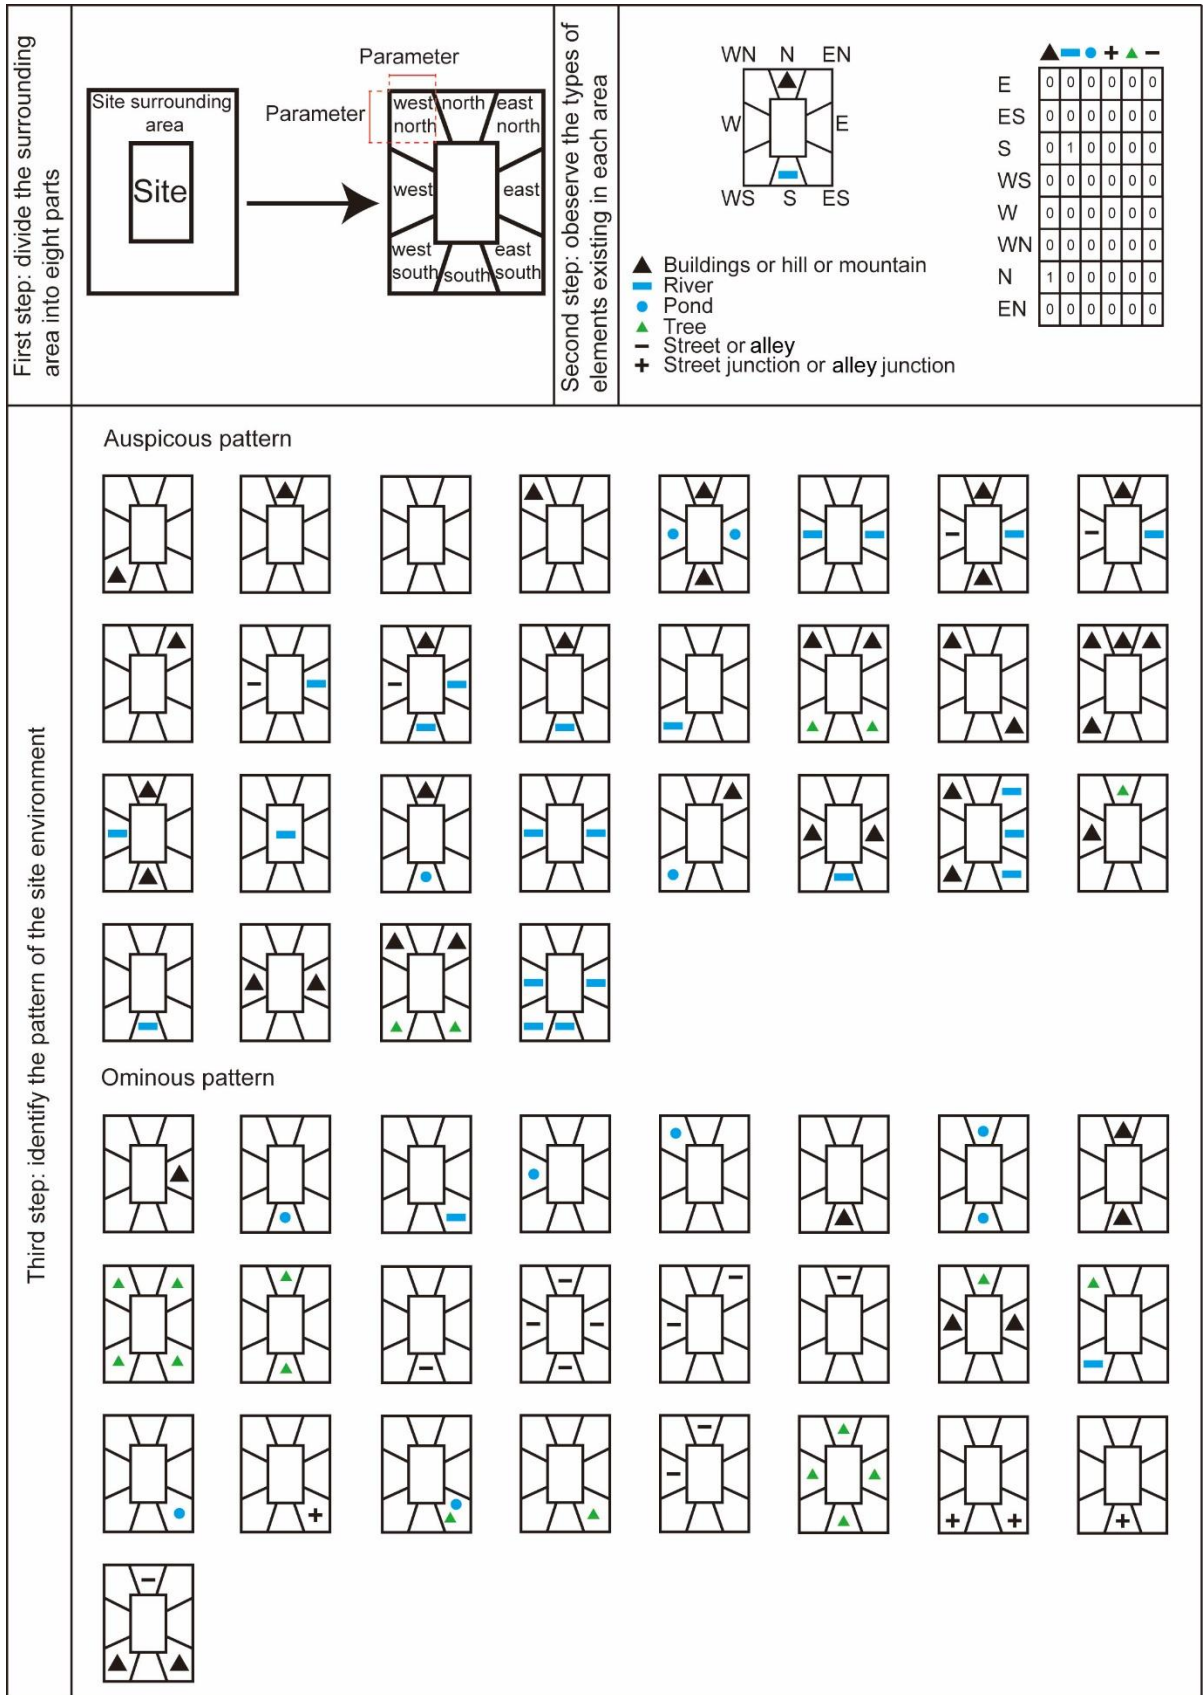 First step: divide the surrounding
area into eight parts
Site surrounding
area
Site
Parameter
Parameter
west
north
north
east
north
west
east
west
south
south
east
south
Second step: obeserve the types of
elements existing in each area
WN N EN
W E
WS S ES
Buildings or hill or mountain
River
Pond
Tree
Street or alley
Street junction or alley junction
E 0 0 0 0 0 0
ES 0 0 0 0 0 0
S 0 1 0 0 0 0
WS 0 0 0 0 0 0
W 0 0 0 0 0 0
WN 0 0 0 0 0 0
N 1 0 0 0 0 0
EN 0 0 0 0 0 0
Third step: identify the pattern of the site environment
Auspicous pattern
Ominous pattern